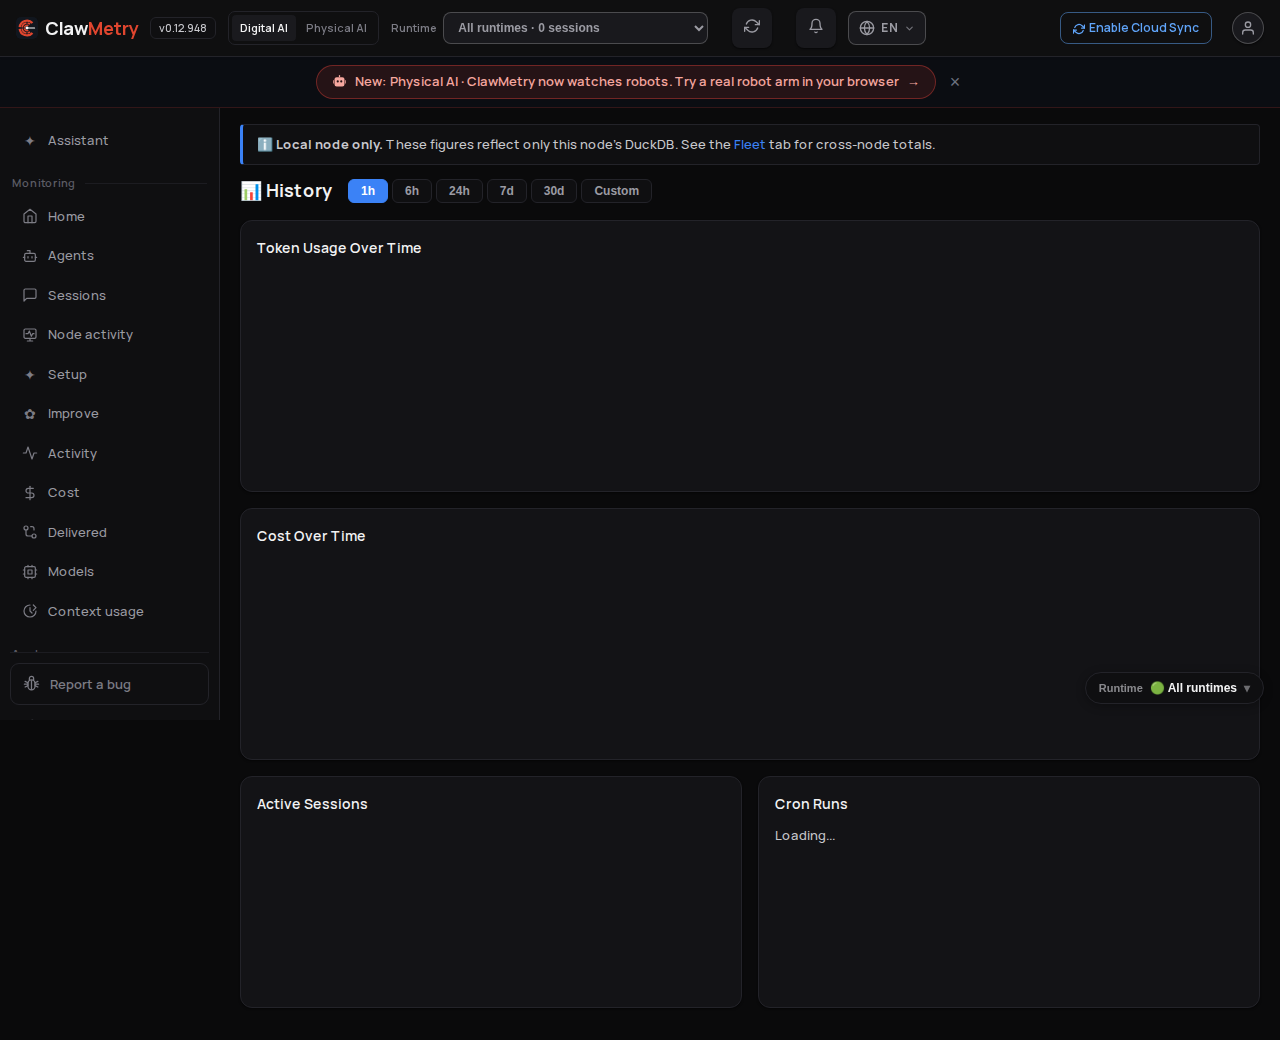 ClawMetry
v0.12.948
Digital AI
Physical AI
Runtime
All runtimes · 0 sessions
EN
Enable Cloud Sync
New: Physical AI · ClawMetry now watches robots. Try a real robot arm in your browser →
×
Assistant
Monitoring
Home
Agents
Sessions
Node activity
Setup
Improve
Activity
Cost
Delivered
Models
Context usage
Report a bug
Local node only. These figures reflect only this node's DuckDB. See the Fleet tab for cross-node totals.
History
1h
6h
24h
7d
30d
Custom
Token Usage Over Time
Cost Over Time
Runtime
All runtimes
Active Sessions
Cron Runs
Loading...